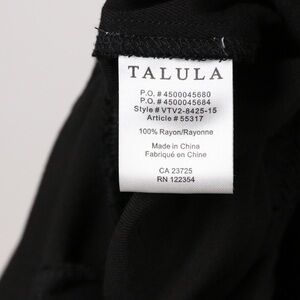 TALULA
P.O. # 4500045680
P.O. # 4500045684
Style # VTV2-8425-15
Article # 55317
100% Rayon/Rayonne
Made in China
Fabriqué en Chine
CA 23725
RN 122354